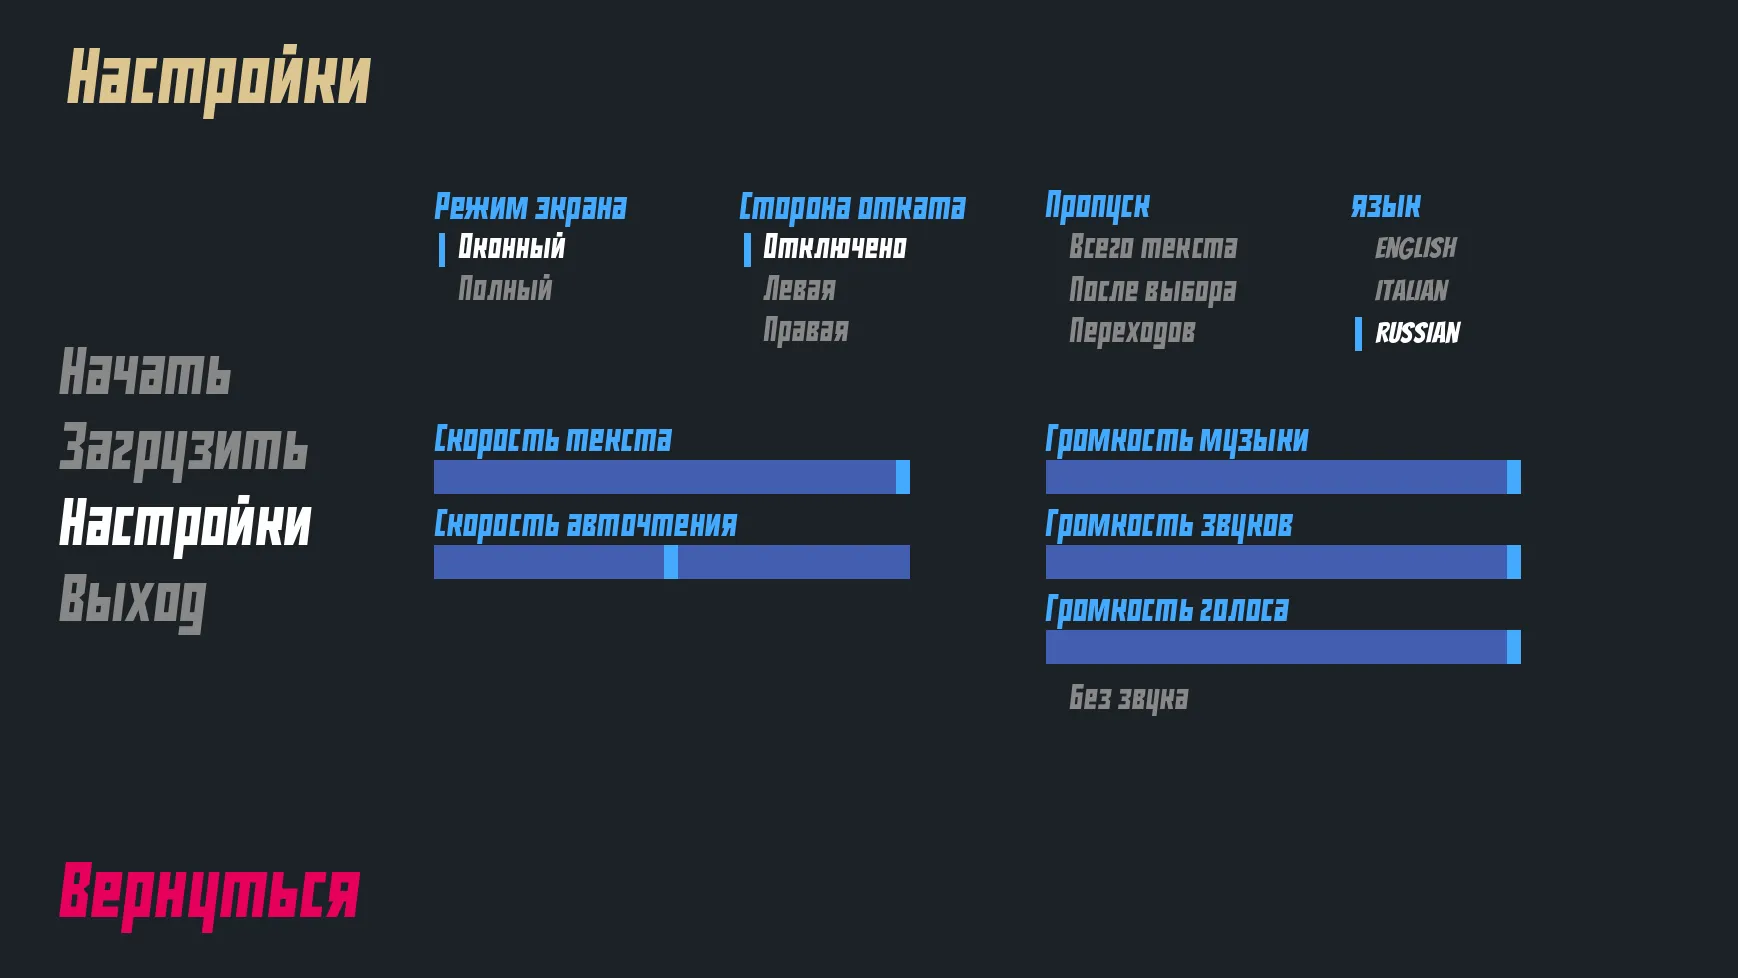 Настройки
Режим экрана
Оконный
Полный
Сторона отката
Отключено
Левая
Правая
Пропуск
Всего текста
После выбора
Переходов
Язык
ENGLISH
ITALIAN
RUSSIAN
Начать
Загрузить
Настройки
Выход
Скорость текста
Скорость авточтения
Громкость музыки
Громкость звуков
Громкость голоса
Без звука
Вернуться